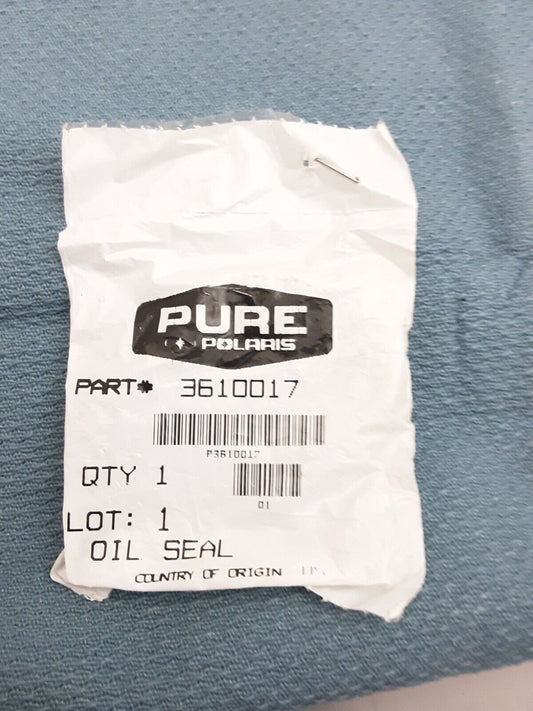 PURE
POLARIS
PART# 3610017
P3610017
QTY 1
01
LOT: 1
OIL SEAL
COUNTRY OF ORIGIN